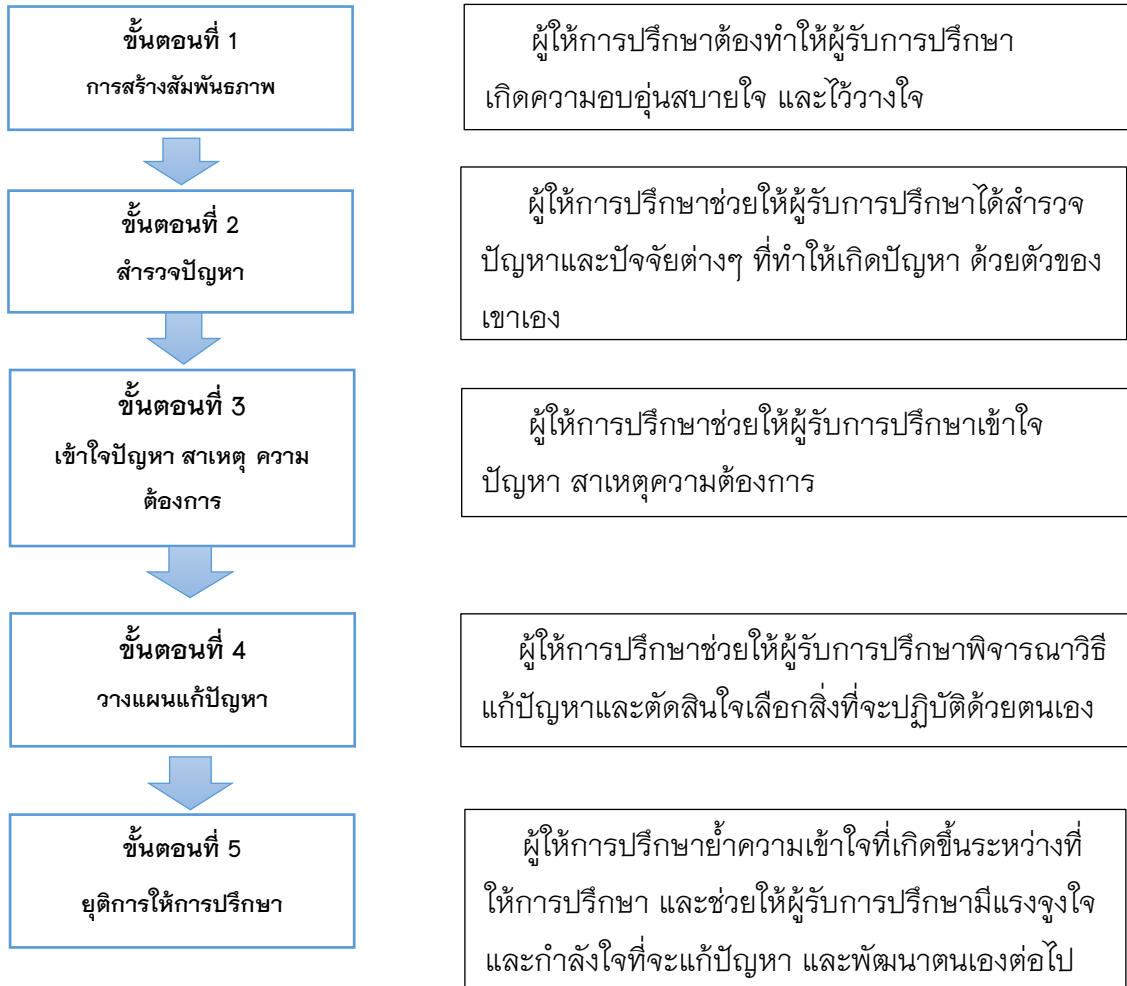 ขั้นตอนที่ 1
การสร้างสัมพันธภาพ
ผู้ให้การปรึกษาต้องทำให้ผู้รับการปรึกษา
เกิดความอบอุ่นสบายใจ และไว้วางใจ
ขั้นตอนที่ 2
สำรวจปัญหา
ผู้ให้การปรึกษาช่วยให้ผู้รับการปรึกษาได้สำรวจ
ปัญหาและปัจจัยต่างๆ ที่ทำให้เกิดปัญหา ด้วยตัวของ
เขาเอง
ขั้นตอนที่ 3
เข้าใจปัญหา สาเหตุ ความ
ต้องการ
ผู้ให้การปรึกษาช่วยให้ผู้รับการปรึกษาเข้าใจ
ปัญหา สาเหตุความต้องการ
ขั้นตอนที่ 4
วางแผนแก้ปัญหา
ผู้ให้การปรึกษาช่วยให้ผู้รับการปรึกษาพิจารณาวิธี
แก้ปัญหาและตัดสินใจเลือกสิ่งที่จะปฏิบัติด้วยตนเอง
ขั้นตอนที่ 5
ยุติการให้การปรึกษา
ผู้ให้การปรึกษาย้ำความเข้าใจที่เกิดขึ้นระหว่างที่
ให้การปรึกษา และช่วยให้ผู้รับการปรึกษามีแรงจูงใจ
และกำลังใจที่จะแก้ปัญหา และพัฒนาตนเองต่อไป